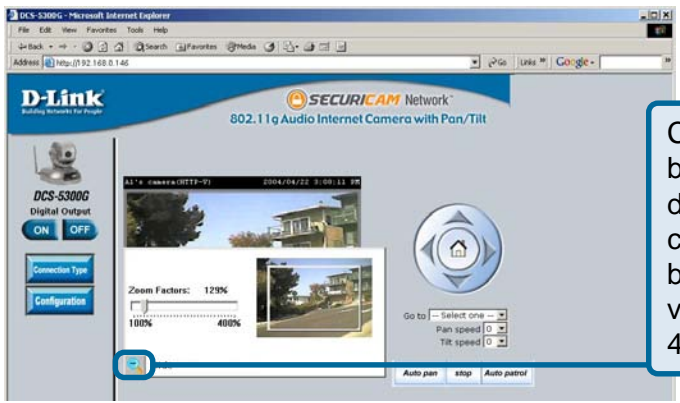 DCS-5300G - Microsoft Internet Explorer
File Edit View Favorites Tools Help
Back Search Favorites Media
Address http://192.168.0.146 Go Links » Google -
D-Link
Building Networks for People
SECURICAM Network™
802.11g Audio Internet Camera with Pan/Tilt
DCS-5300G
Digital Output
ON OFF
Connection Type
Configuration
Al's camera(HTTP-V) 2004/04/22 3:00:11 PM
Zoom Factors: 129%
100% 400%
Go to -- Select one --
Pan speed 0
Tilt speed 0
Auto pan stop Auto patrol